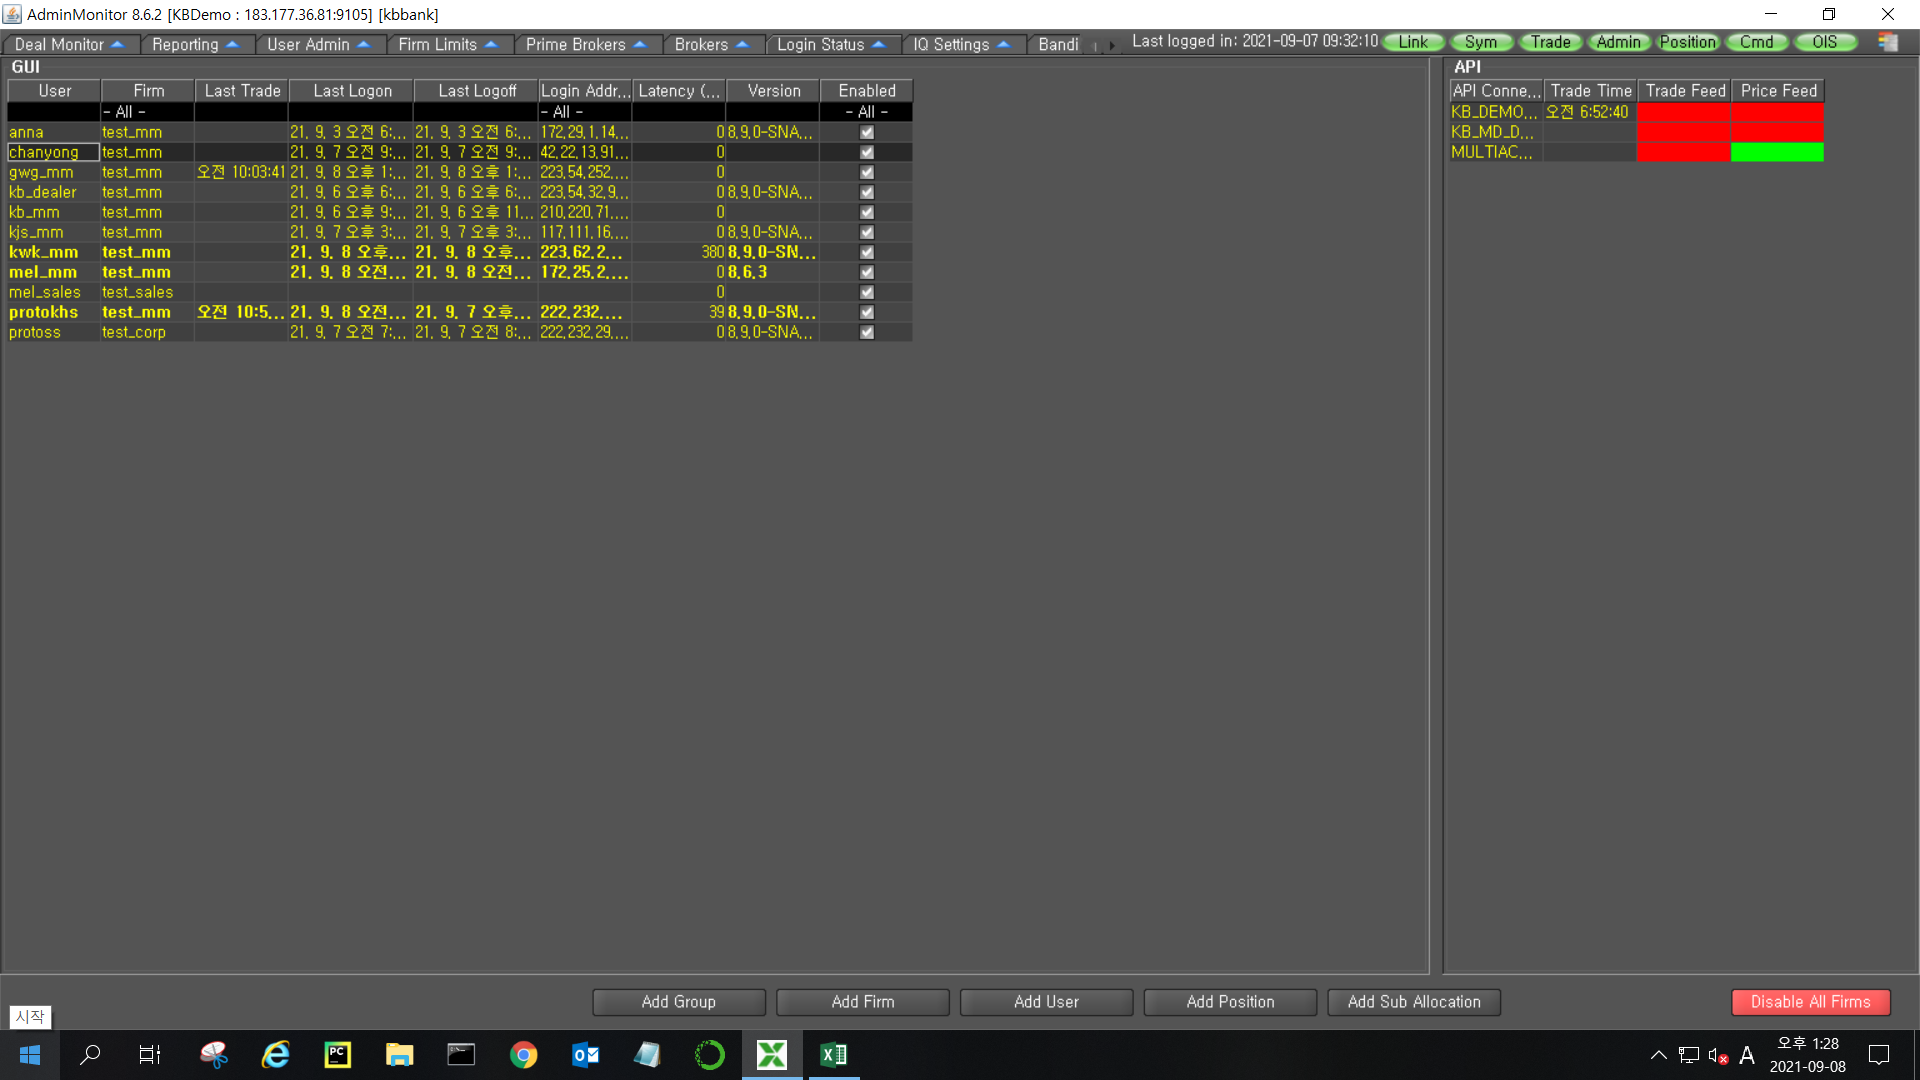 AdminMonitor 8.6.2 [KBDemo : 183.177.36.81:9105] [kbbank]
Deal Monitor Reporting User Admin Firm Limits Prime Brokers Brokers Login Status IQ Settings Bandi Last logged in: 2021-09-07 09:32:10 Link Sym Trade Admin Position Cmd OIS
GUI
User Firm Last Trade Last Logon Last Logoff Login Addr... Latency (... Version Enabled
- All - - All - - All -
anna test_mm 21. 9. 3 오전 6:... 21. 9. 3 오전 6:... 172.29.1.14... 0 8.9.0-SNA...
chanyong test_mm 21. 9. 7 오전 9:... 21. 9. 7 오전 9:... 42.22.13.91... 0
gwg_mm test_mm 오전 10:03:41 21. 9. 8 오후 1:... 21. 9. 8 오후 1:... 223.54.252.... 0
kb_dealer test_mm 21. 9. 6 오후 6:... 21. 9. 6 오후 6:... 223.54.32.9... 0 8.9.0-SNA...
kb_mm test_mm 21. 9. 6 오후 9:... 21. 9. 6 오후 11... 210.220.71.... 0
kjs_mm test_mm 21. 9. 7 오후 3:... 21. 9. 7 오후 3:... 117.111.16.... 0 8.9.0-SNA...
kwk_mm test_mm 21. 9. 8 오후... 21. 9. 8 오후... 223.62.2... 380 8.9.0-SN...
mel_mm test_mm 21. 9. 8 오전... 21. 9. 8 오전... 172.25.2.... 0 8.6.3
mel_sales test_sales 0
protokhs test_mm 오전 10:5... 21. 9. 8 오전... 21. 9. 7 오후... 222.232.... 39 8.9.0-SN...
protoss test_corp 21. 9. 7 오전 7:... 21. 9. 7 오전 8:... 222.232.29.... 0 8.9.0-SNA...
API
API Conne... Trade Time Trade Feed Price Feed
KB_DEMO... 오전 6:52:40
KB_MD_D...
MULTIAC...
Add Group Add Firm Add User Add Position Add Sub Allocation Disable All Firms
시작
PC
A
오후 1:28
2021-09-08